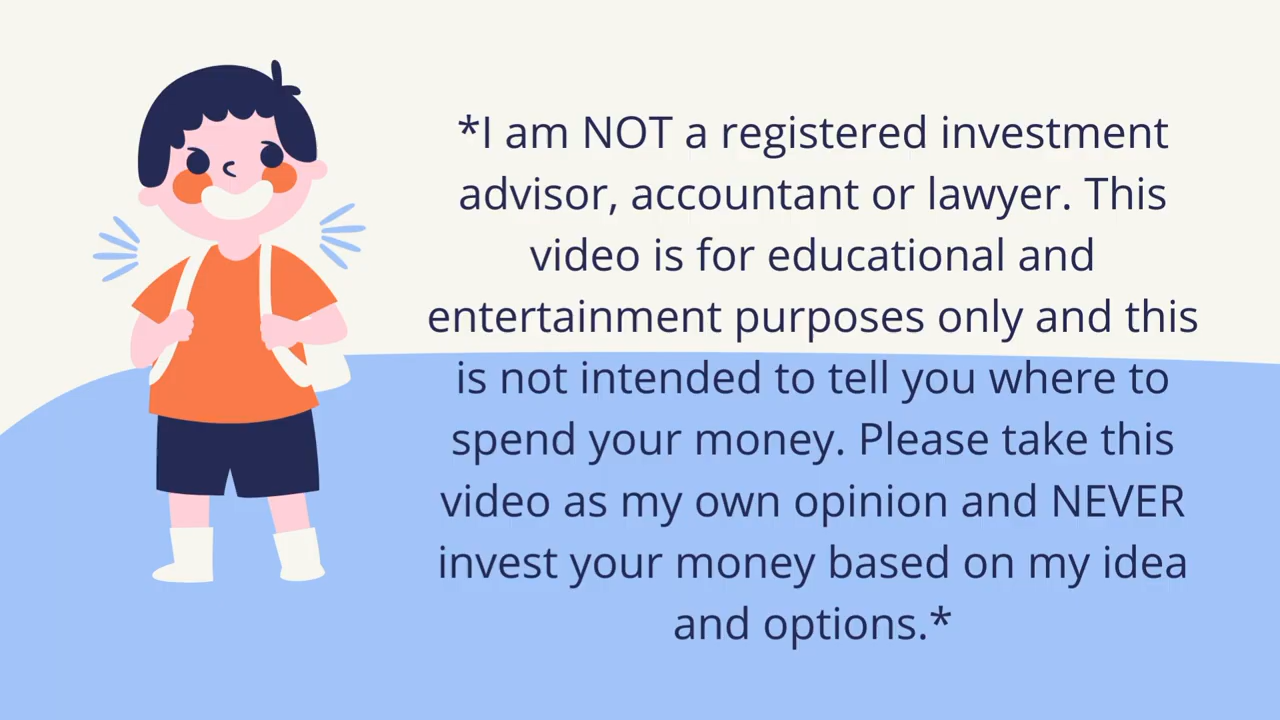 *I am NOT a registered investment
advisor, accountant or lawyer. This
video is for educational and
entertainment purposes only and this
is not intended to tell you where to
spend your money. Please take this
video as my own opinion and NEVER
invest your money based on my idea
and options.*